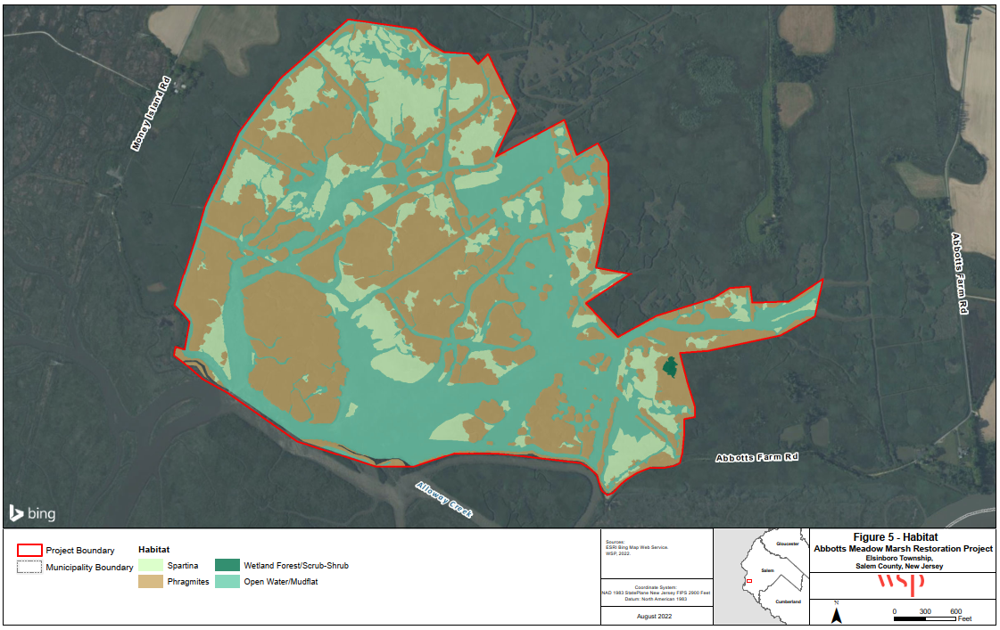 Money Island Rd
Abbotts Farm Rd
Abbotts Farm Rd
Alloway Creek
bing
Project Boundary
Municipality Boundary
Habitat
Spartina
Phragmites
Wetland Forest/Scrub-Shrub
Open Water/Mudflat
Sources:
ESRI Bing Map Web Service.
WSP, 2022.
Coordinate System:
NAD 1983 StatePlane New Jersey FIPS 2900 Feet
Datum: North American 1983
August 2022
Gloucester
Salem
Cumberland
Figure 5 - Habitat
Abbotts Meadow Marsh Restoration Project
Elsinboro Township,
Salem County, New Jersey
wsp
N
0 300 600
Feet